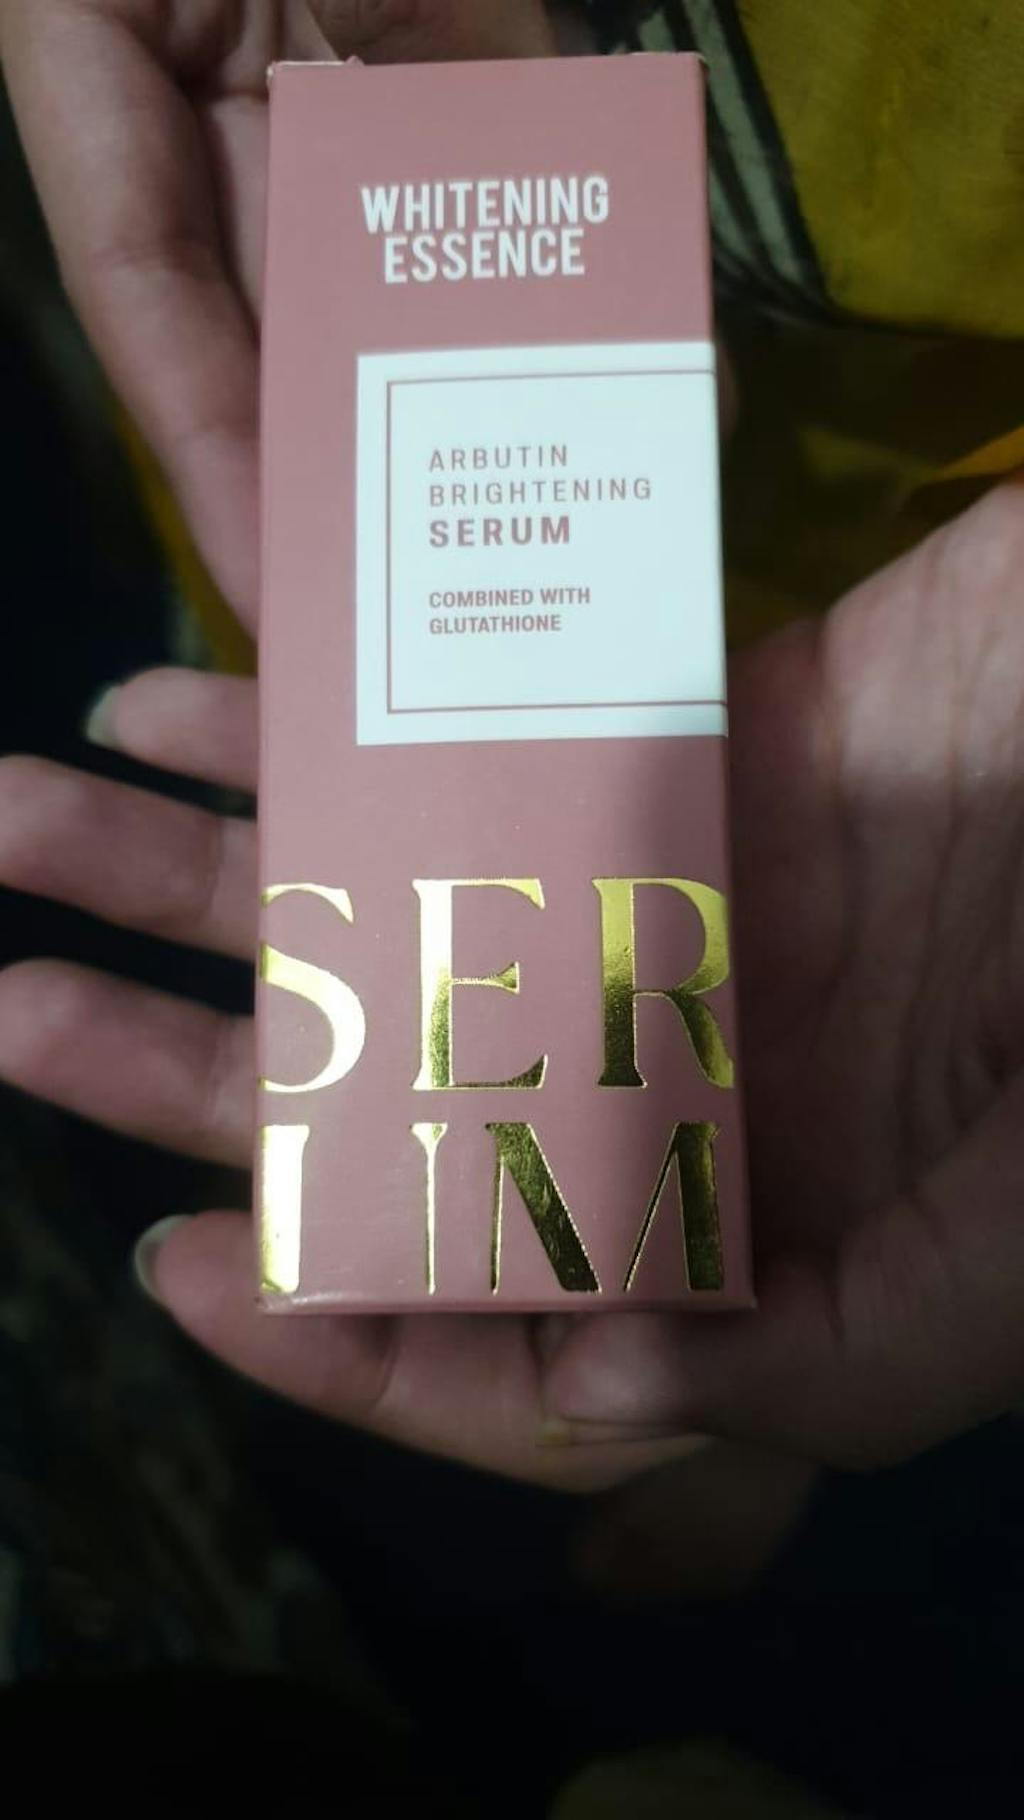 WHITENING
ESSENCE
ARBUTIN
BRIGHTENING
SERUM
COMBINED WITH
GLUTATHIONE
SER
UM